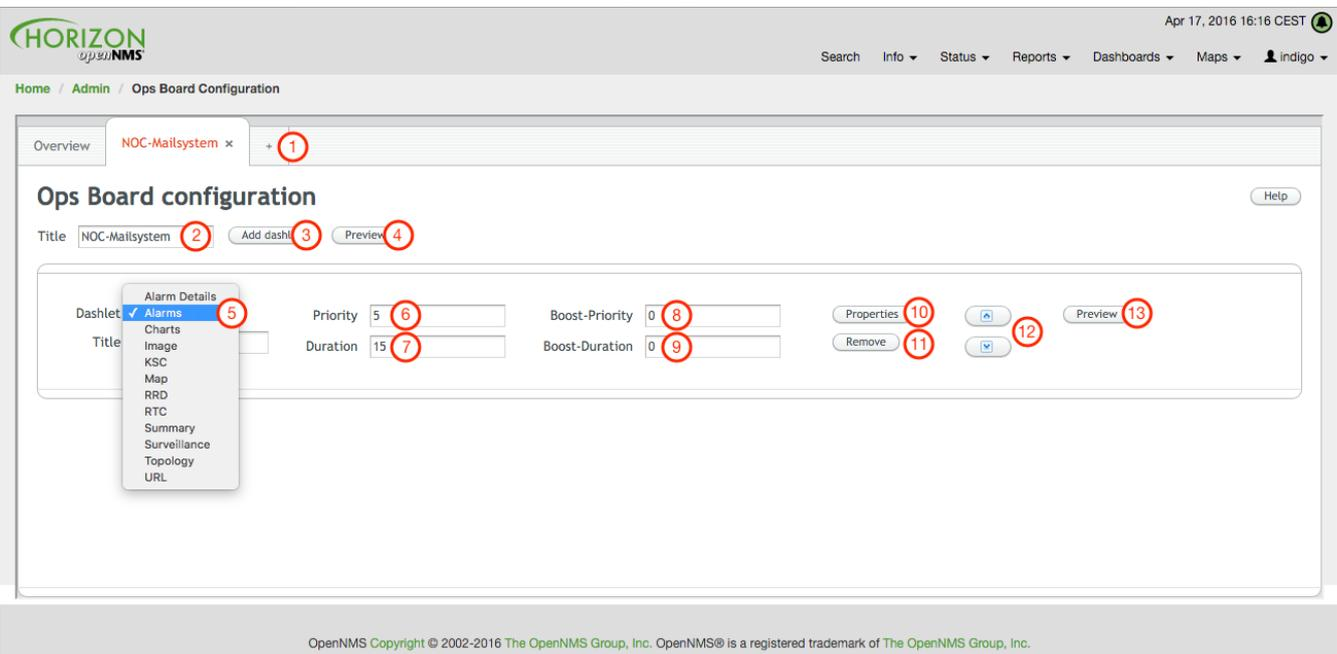 Apr 17, 2016 16:16 CEST
HORIZON
openNMS
Search Info Status Reports Dashboards Maps indigo
Home / Admin / Ops Board Configuration
Overview NOC-Mailsystem × + 1
Ops Board configuration
Help
Title NOC-Mailsystem 2 Add dashl 3 Preview 4
Alarm Details
Dashlet ✓ Alarms 5 Priority 5 6 Boost-Priority 0 8 Properties 10 Preview 13
Charts
12
Title Image Duration 15 7 Boost-Duration 0 9 Remove 11
KSC
Map
RRD
RTC
Summary
Surveillance
Topology
URL
OpenNMS Copyright © 2002-2016 The OpenNMS Group, Inc. OpenNMS® is a registered trademark of The OpenNMS Group, Inc.